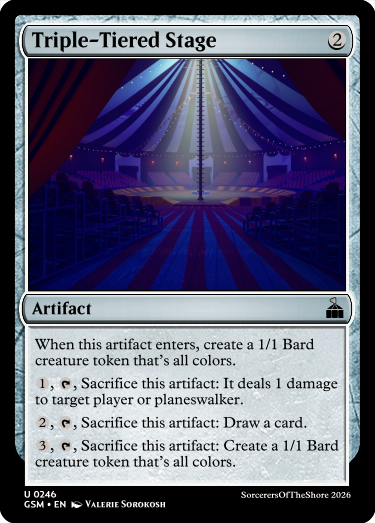 Triple-Tiered Stage 2
Artifact
When this artifact enters, create a 1/1 Bard
creature token that's all colors.
1, , Sacrifice this artifact: It deals 1 damage
to target player or planeswalker.
2, , Sacrifice this artifact: Draw a card.
3, , Sacrifice this artifact: Create a 1/1 Bard
creature token that's all colors.
U 0246
GSM • EN Valerie Sorokosh
SorcerersOfTheShore 2026